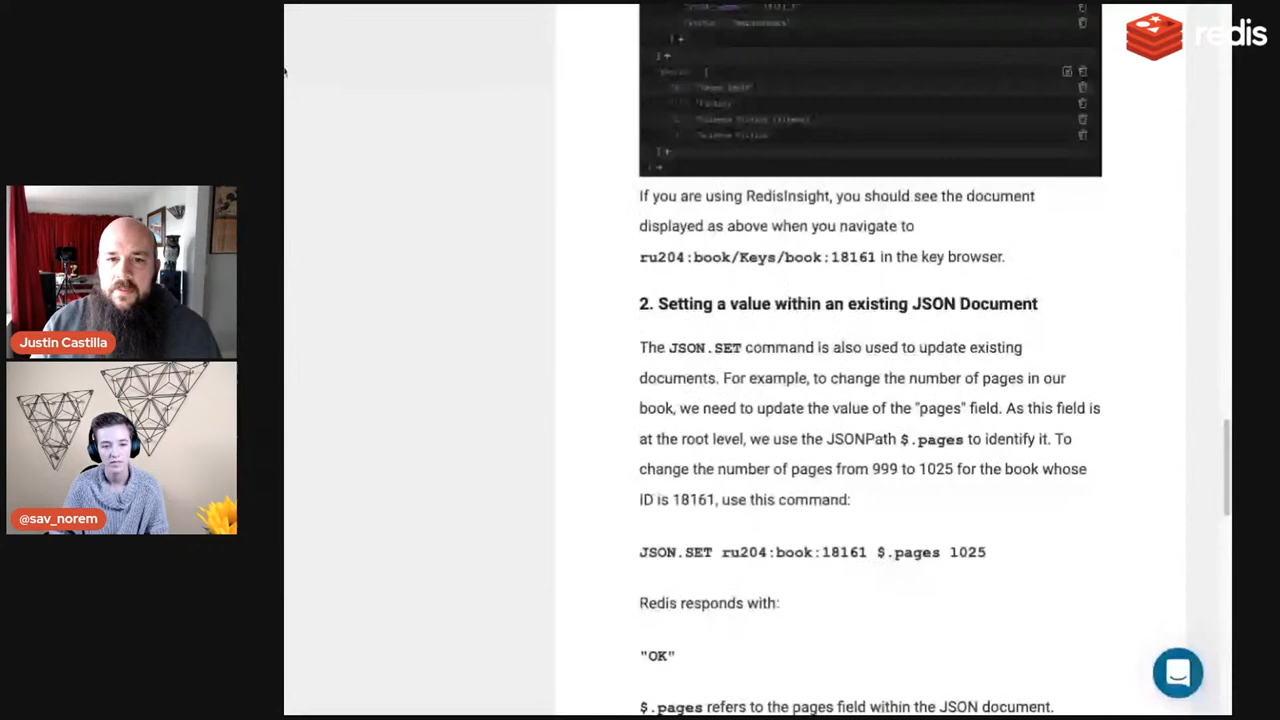 redis
If you are using RedisInsight, you should see the document
displayed as above when you navigate to
ru204:book/Keys/book:18161 in the key browser.
2. Setting a value within an existing JSON Document
The JSON.SET command is also used to update existing
documents. For example, to change the number of pages in our
book, we need to update the value of the "pages" field. As this field is
at the root level, we use the JSONPath $.pages to identify it. To
change the number of pages from 999 to 1025 for the book whose
ID is 18161, use this command:
JSON.SET ru204:book:18161 $.pages 1025
Redis responds with:
"OK"
$.pages refers to the pages field within the JSON document.
Justin Castilla
@sav_norem